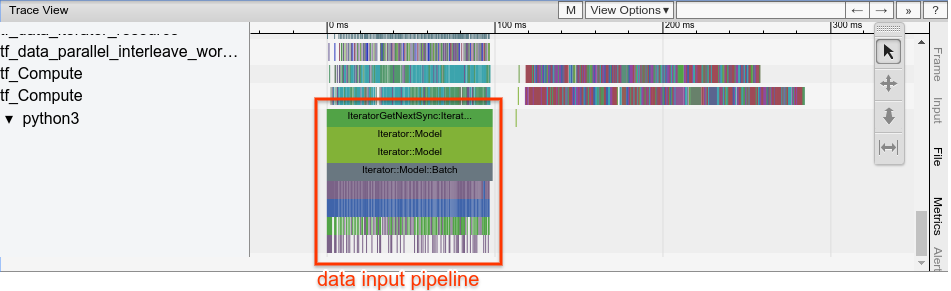 Trace View
M
View Options ▾
←
→
»
?
0 ms
100 ms
200 ms
300 ms
tf_data_iterator_resource
tf_data_parallel_interleave_wor...
tf_Compute
tf_Compute
▼ python3
IteratorGetNextSync:Iterat...
Iterator::Model
Iterator::Model
Iterator::Model::Batch
data input pipeline
Frame
Input
File
Metrics
Alert